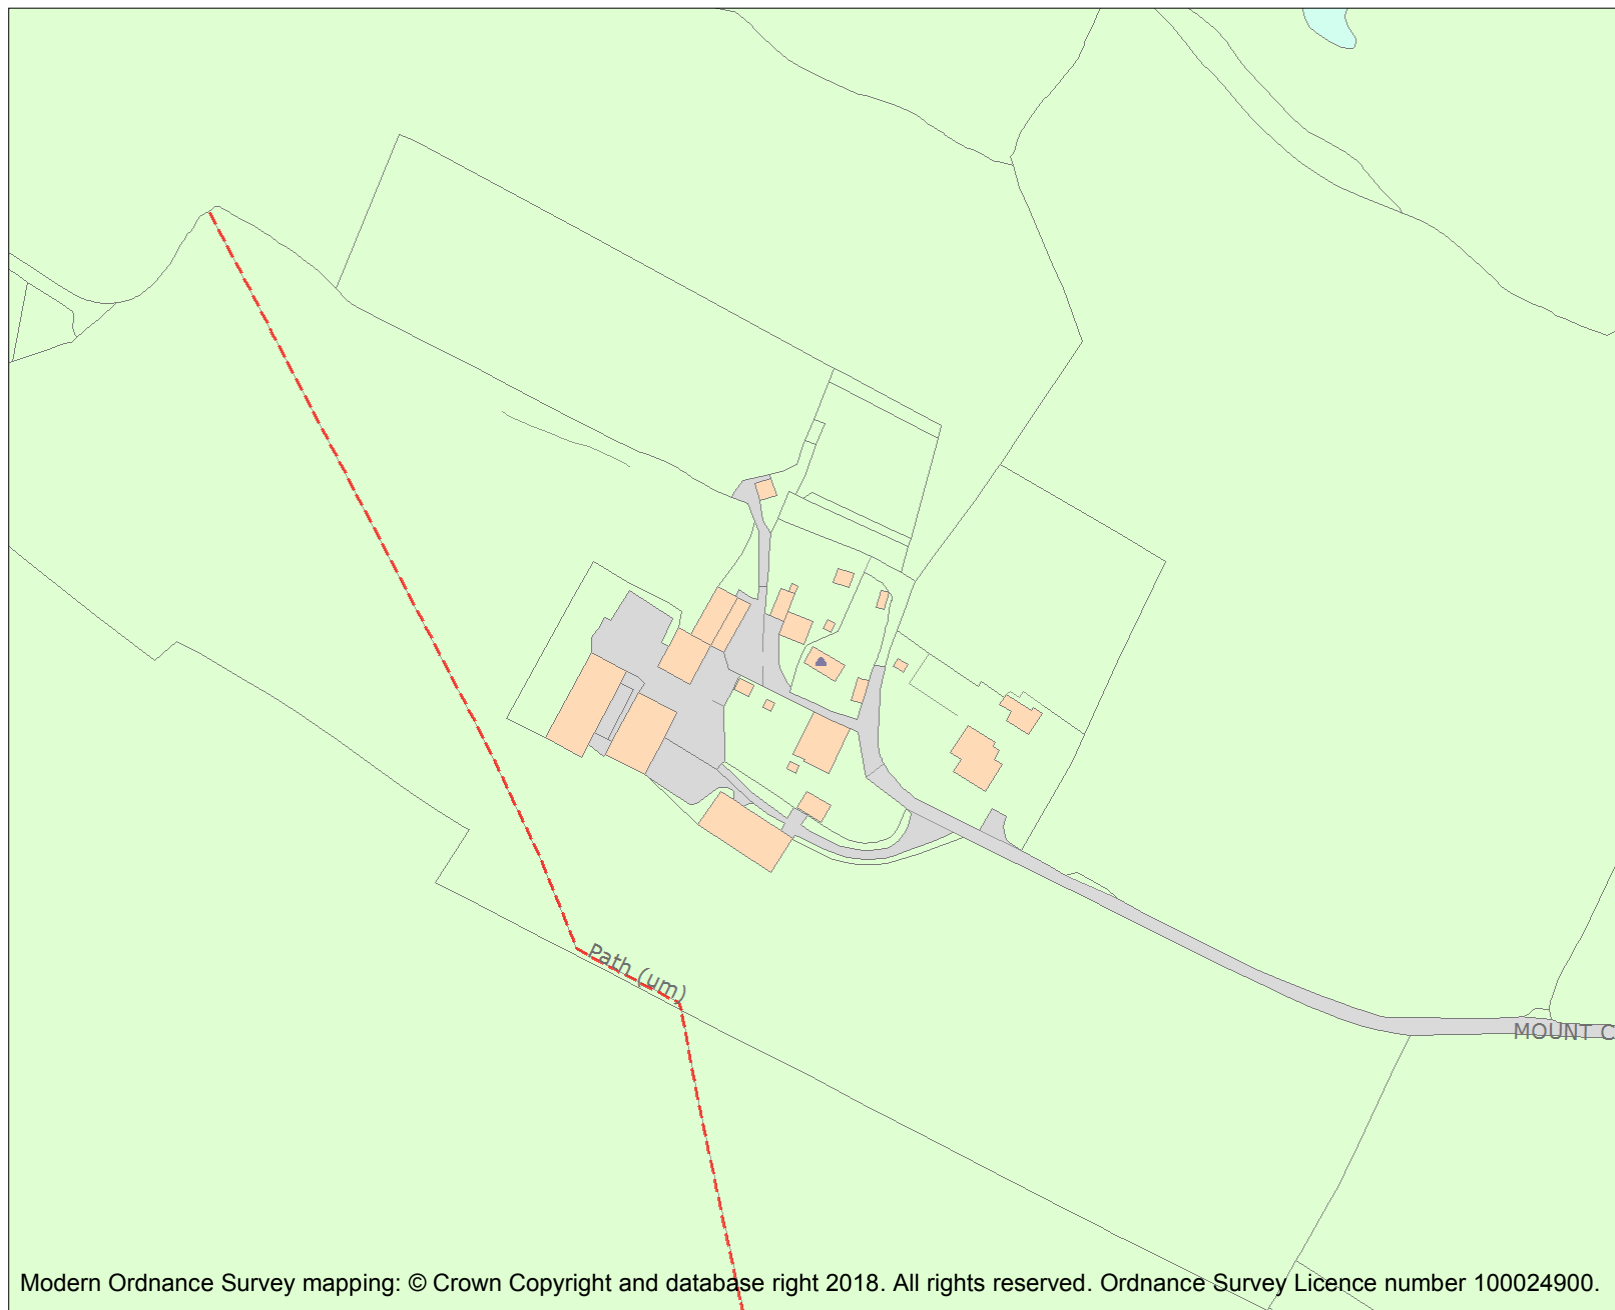 Path (um)
MOUNT C
Modern Ordnance Survey mapping: © Crown Copyright and database right 2018. All rights reserved. Ordnance Survey Licence number 100024900.